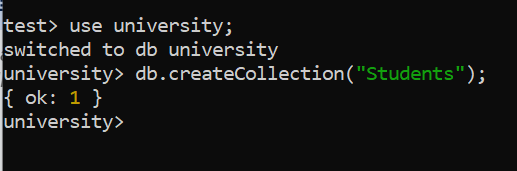 test> use university;
switched to db university
university> db.createCollection("Students");
{ ok: 1 }
university>